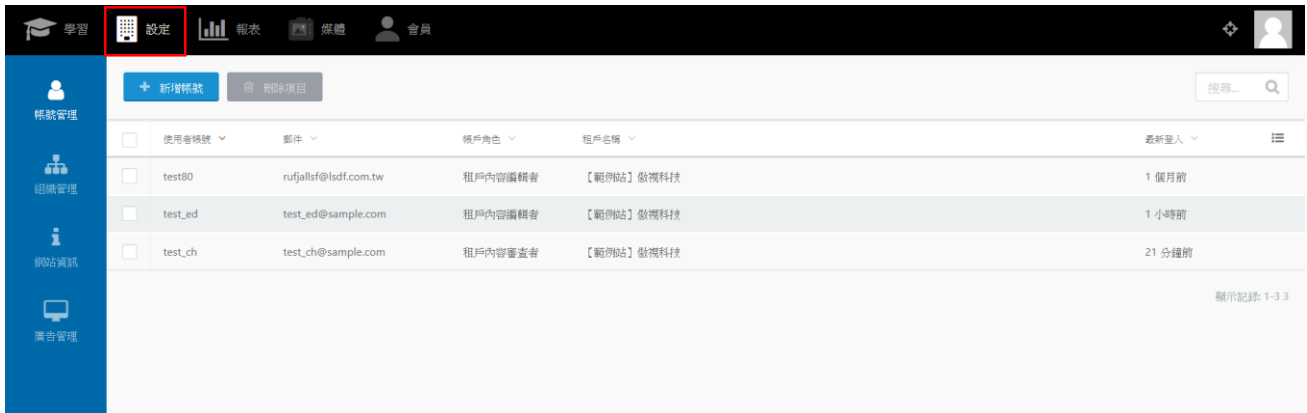 學習 設定 報表 媒體 會員
帳號管理
組織管理
網站資訊
廣告管理
新增帳號 刪除項目 搜尋...
使用者帳號 郵件 帳戶角色 租戶名稱 最新登入
test80 rufjallsf@lsdf.com.tw 租戶內容編輯者 【範例站】傲視科技 1 個月前
test_ed test_ed@sample.com 租戶內容編輯者 【範例站】傲視科技 1 小時前
test_ch test_ch@sample.com 租戶內容審查者 【範例站】傲視科技 21 分鐘前
顯示記錄: 1-3 3